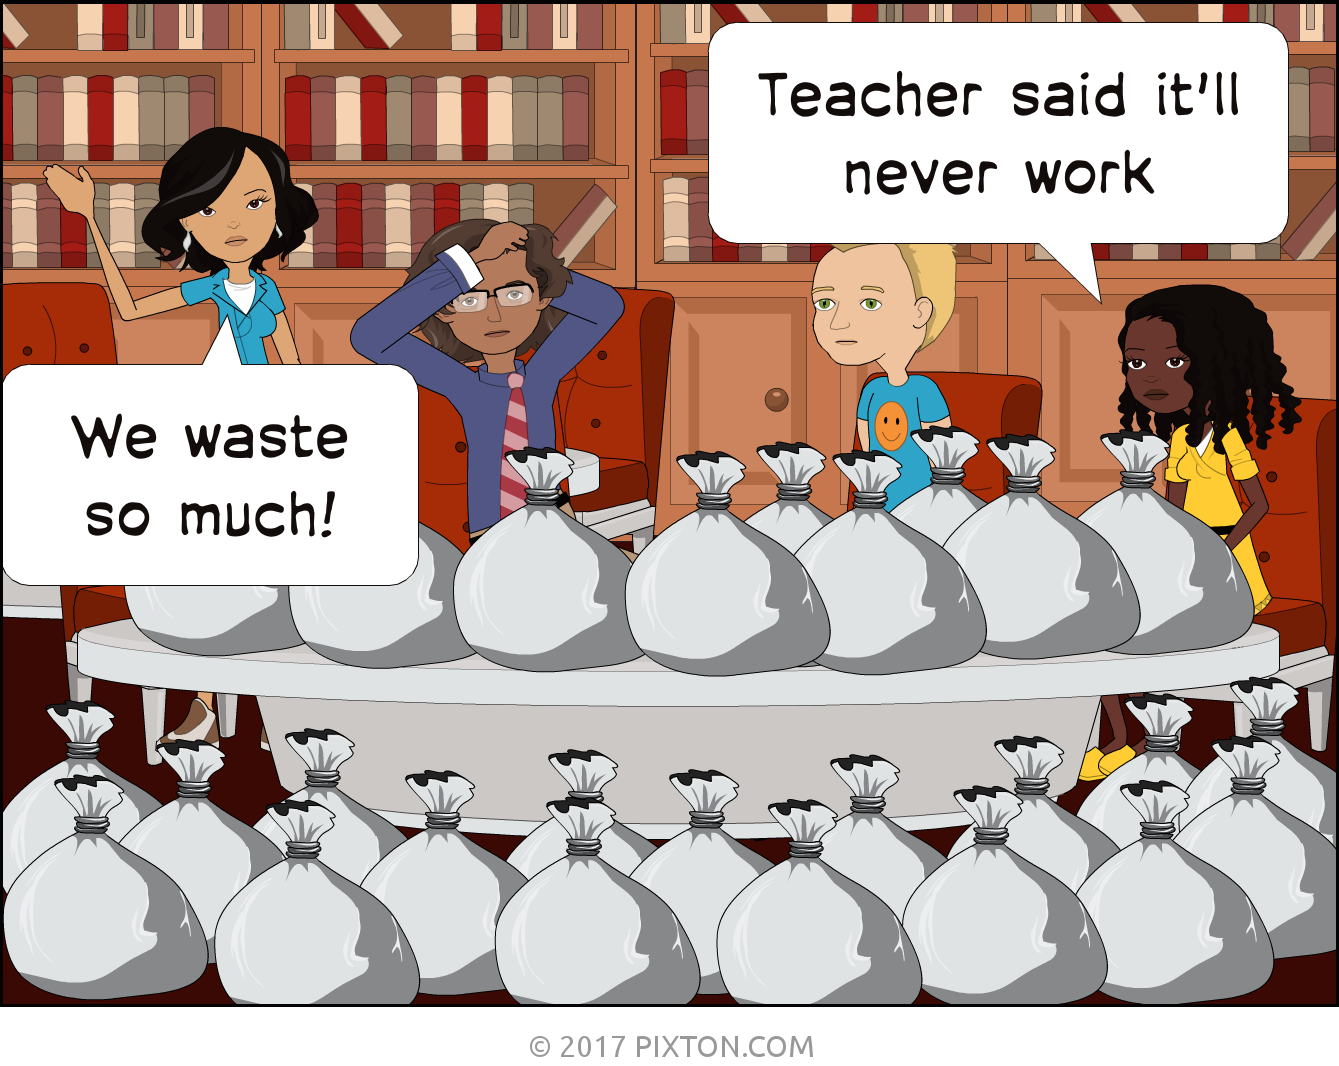 Teacher said it'll
never work
We waste
so much!
© 2017 PIXTON.COM